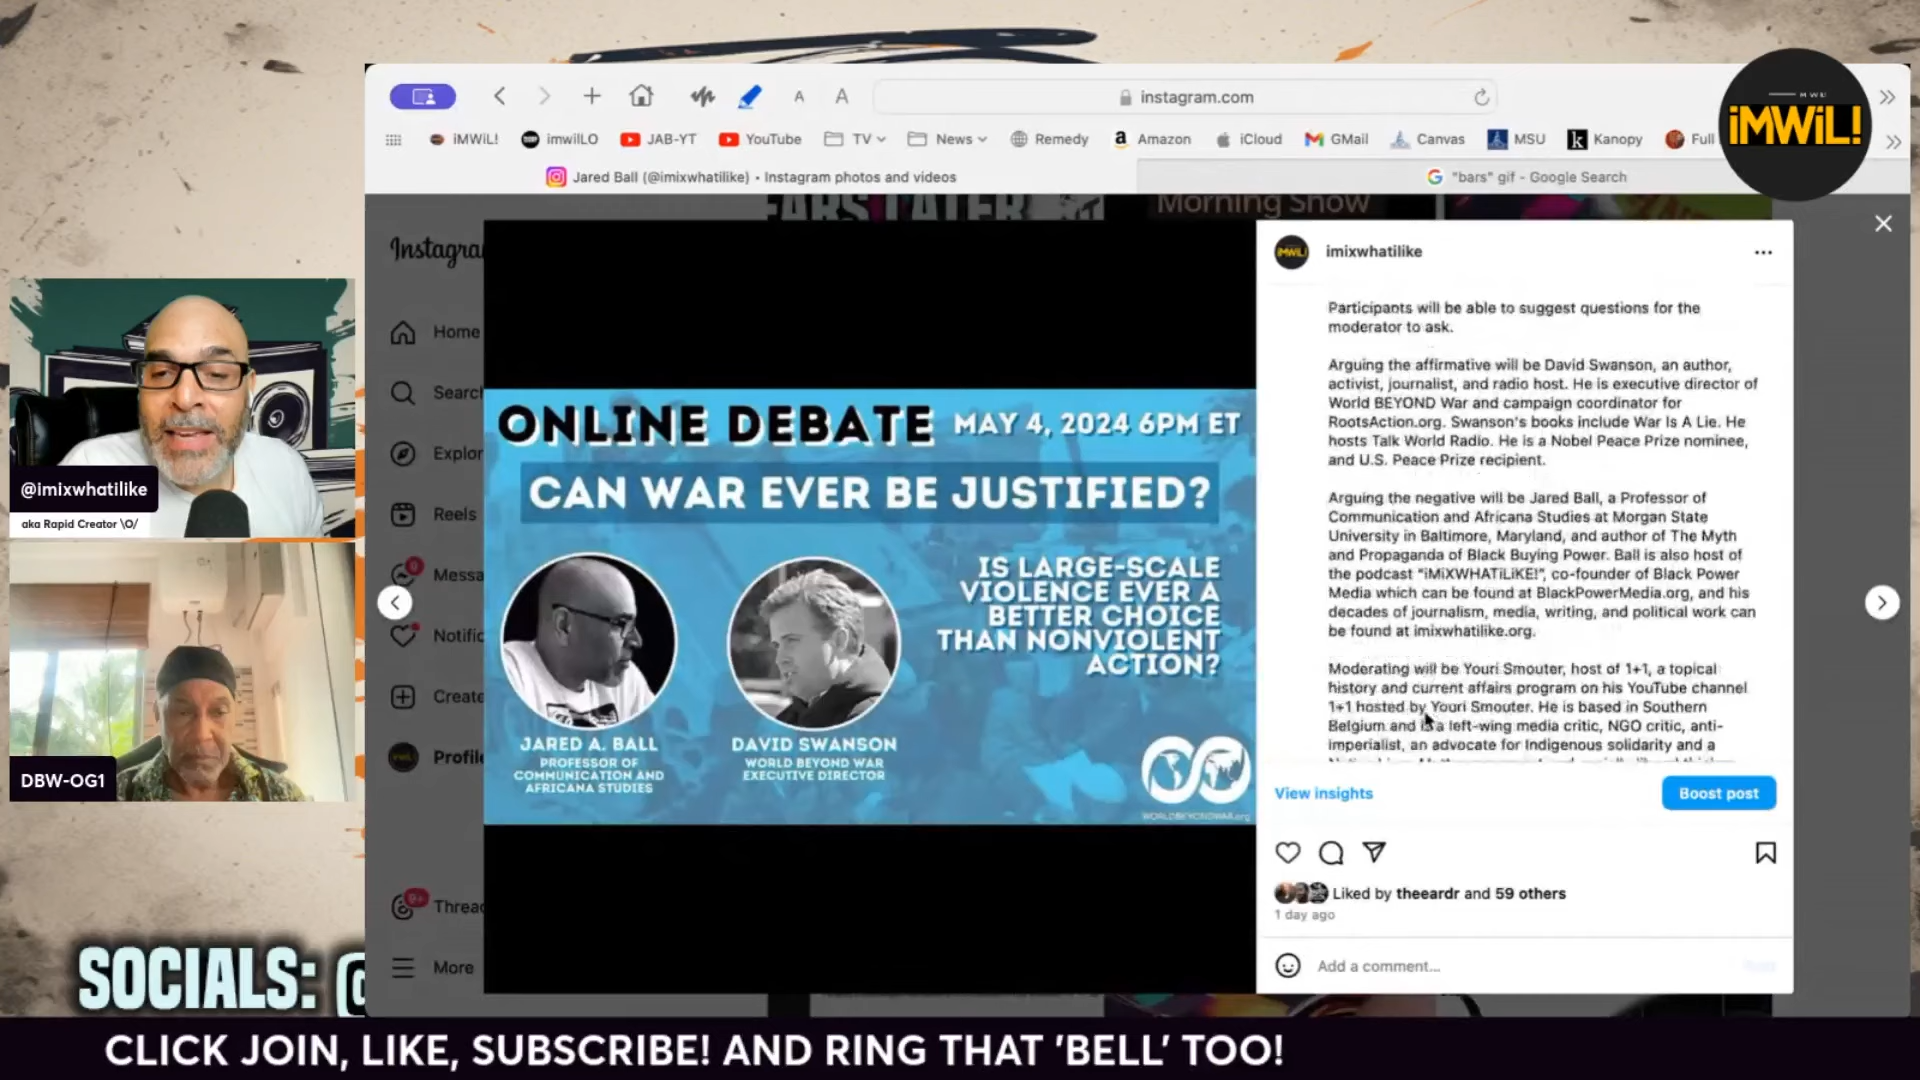 instagram.com
MWiL
iMWiL!
iMWiL!
imwilLO
JAB-YT
YouTube
TV
News
Remedy
Amazon
iCloud
GMail
Canvas
MSU
Kanopy
Full
Jared Ball (@imixwhatilike) • Instagram photos and videos
"bars" gif - Google Search
EARS LATER
Morning Show
Instagra
Home
Search
Explor
Reels
Messa
Notific
Create
Profile
9+
Thread
More
ONLINE DEBATE MAY 4, 2024 6PM ET
CAN WAR EVER BE JUSTIFIED?
IS LARGE-SCALE
VIOLENCE EVER A
BETTER CHOICE
THAN NONVIOLENT
ACTION?
JARED A. BALL
PROFESSOR OF
COMMUNICATION AND
AFRICANA STUDIES
DAVID SWANSON
WORLD BEYOND WAR
EXECUTIVE DIRECTOR
WORLDBEYONDWAR.org
iMWiL!
imixwhatilike
Participants will be able to suggest questions for the
moderator to ask.
Arguing the affirmative will be David Swanson, an author,
activist, journalist, and radio host. He is executive director of
World BEYOND War and campaign coordinator for
RootsAction.org. Swanson's books include War Is A Lie. He
hosts Talk World Radio. He is a Nobel Peace Prize nominee,
and U.S. Peace Prize recipient.
Arguing the negative will be Jared Ball, a Professor of
Communication and Africana Studies at Morgan State
University in Baltimore, Maryland, and author of The Myth
and Propaganda of Black Buying Power. Ball is also host of
the podcast "iMiXWHATiLiKE!", co-founder of Black Power
Media which can be found at BlackPowerMedia.org, and his
decades of journalism, media, writing, and political work can
be found at imixwhatilike.org.
Moderating will be Youri Smouter, host of 1+1, a topical
history and current affairs program on his YouTube channel
1+1 hosted by Youri Smouter. He is based in Southern
Belgium and is a left-wing media critic, NGO critic, anti-
imperialist, an advocate for Indigenous solidarity and a
View insights
Boost post
Liked by theeardr and 59 others
1 day ago
Add a comment...
@imixwhatilike
aka Rapid Creator \O/
DBW-OG1
SOCIALS: @
CLICK JOIN, LIKE, SUBSCRIBE! AND RING THAT 'BELL' TOO!